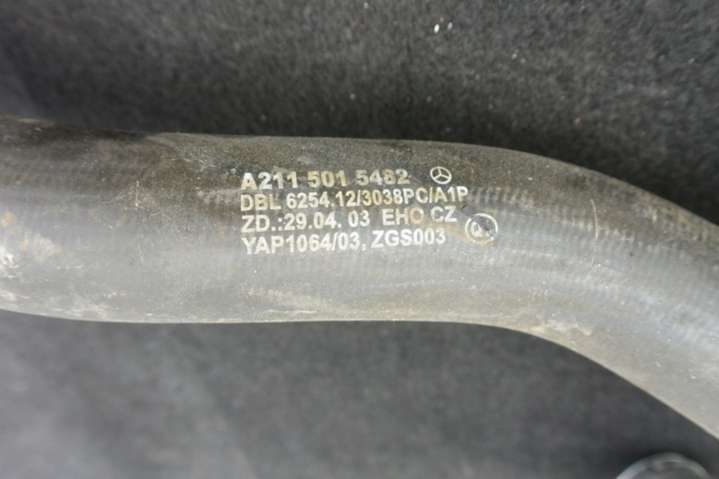 A211 501 5482
DBL 6254.12/3038PC/A1P
ZD.:29.04. 03 EHO CZ
YAP1064/03, ZGS003